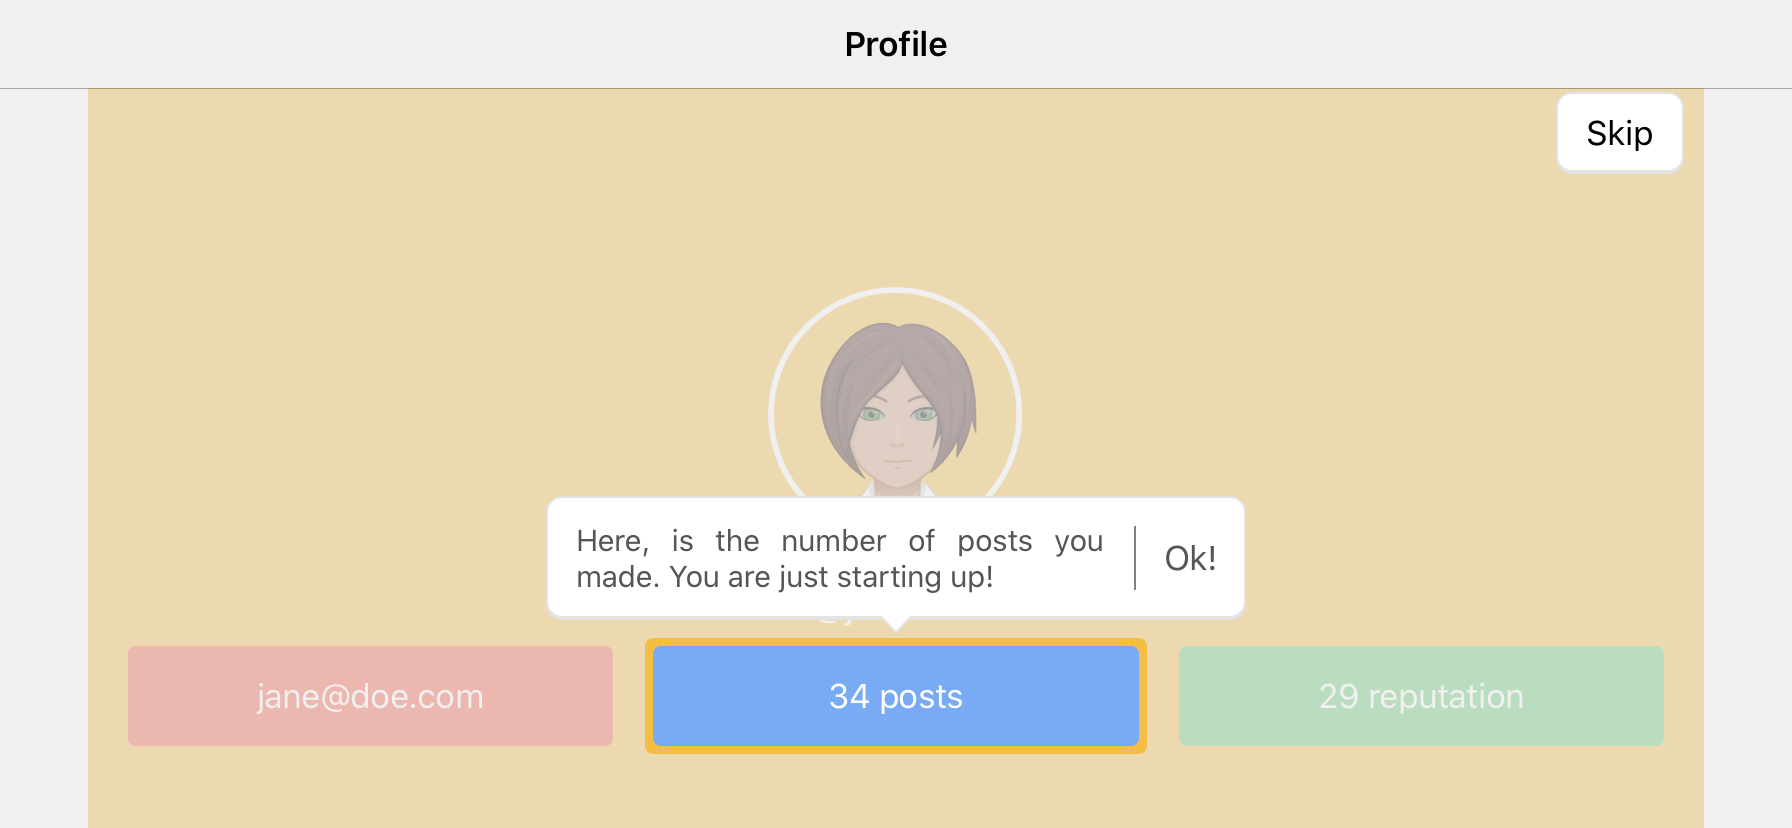 Profile
Skip
Here, is the number of posts you
made. You are just starting up!
Ok!
jane@doe.com
34 posts
29 reputation